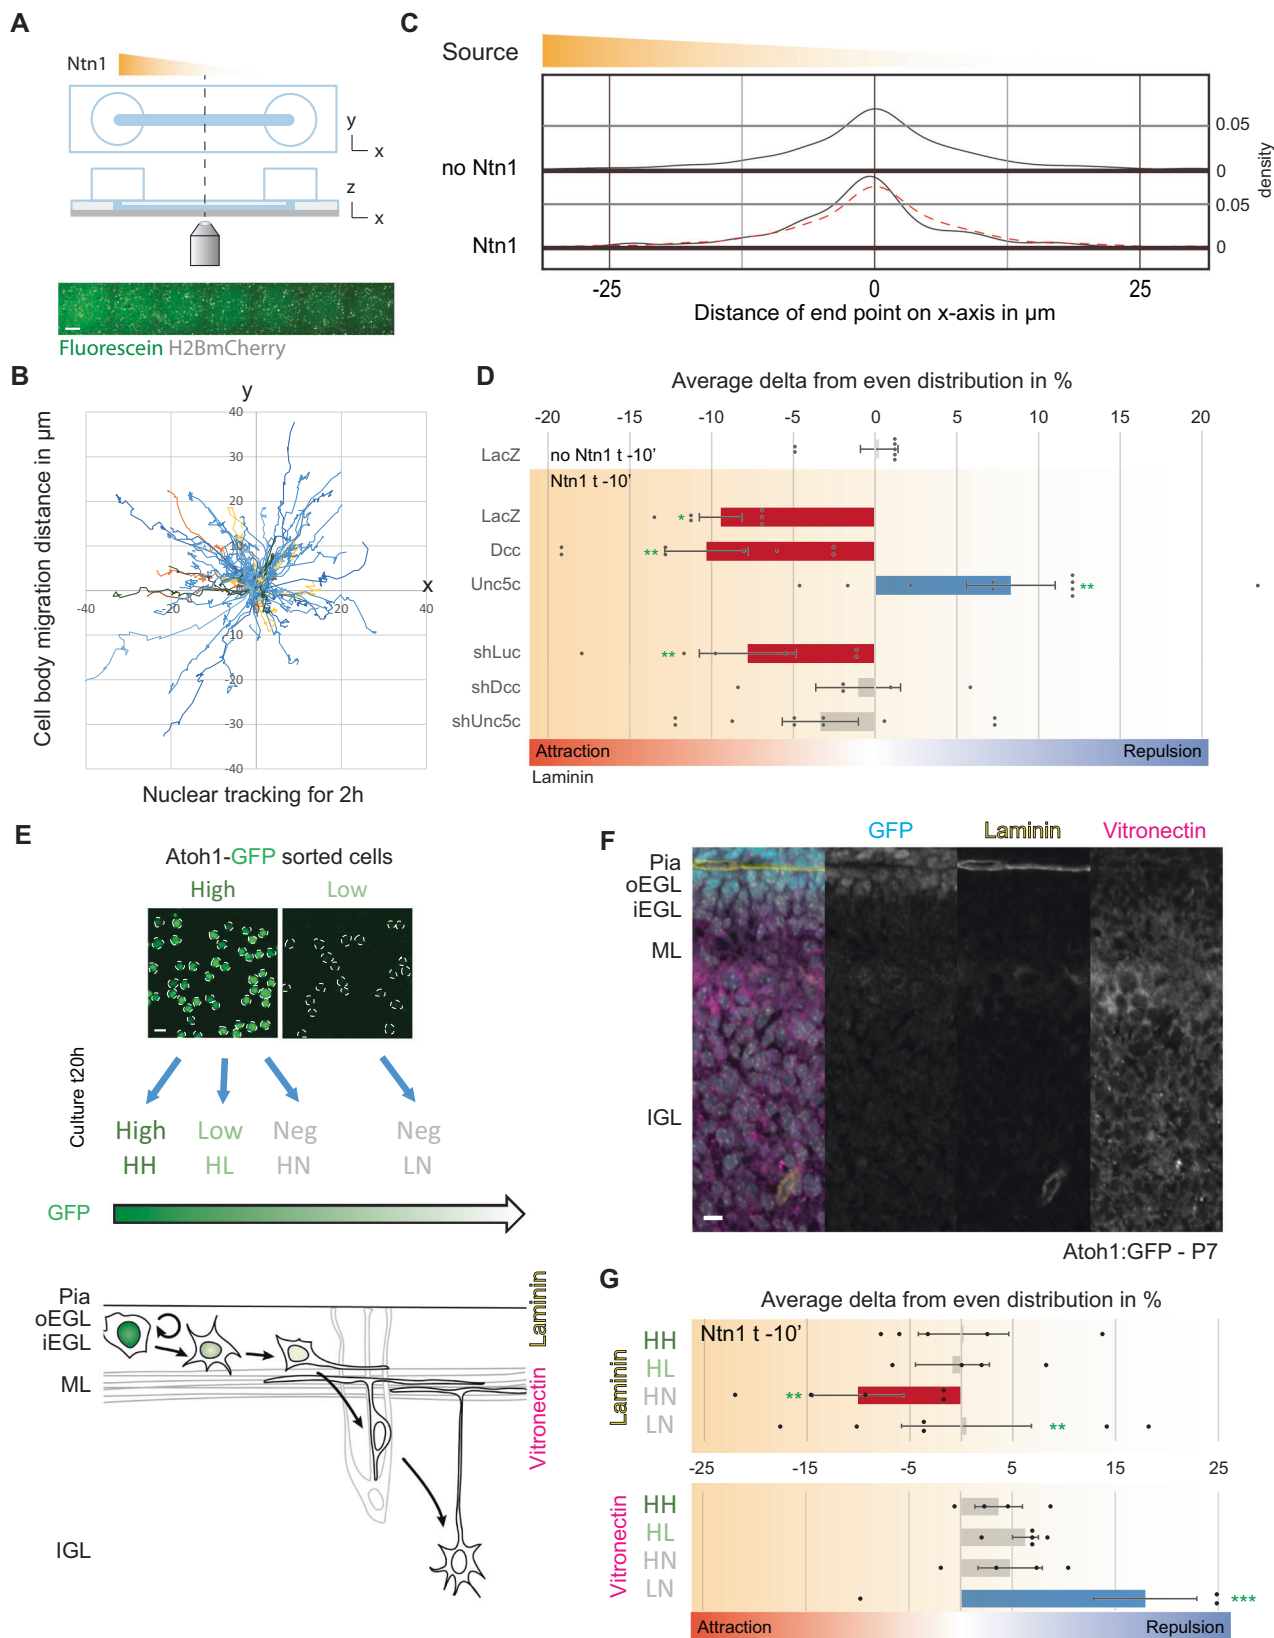 A
Ntn1
y
x
z
x
Fluorescein H2BmCherry
B
y
Cell body migration distance in µm
40
30
20
10
-10
-20
-30
-40
-40
-20
0
20
40
x
Nuclear tracking for 2h
C
Source
no Ntn1
0.05
0
Ntn1
0.05
0
density
-25
0
25
Distance of end point on x-axis in µm
D
Average delta from even distribution in %
-20 -15 -10 -5 0 5 10 15 20
LacZ
no Ntn1 t -10’
Ntn1 t -10’
LacZ
*
Dcc
**
Unc5c
**
shLuc
**
shDcc
shUnc5c
Attraction
Repulsion
Laminin
E
Atoh1-GFP sorted cells
High Low
Culture t20h
High Low Neg Neg
HH HL HN LN
GFP
Pia
oEGL
iEGL
ML
IGL
Laminin
Vitronectin
F
GFP Laminin Vitronectin
Pia
oEGL
iEGL
ML
IGL
Atoh1:GFP - P7
G
Average delta from even distribution in %
Ntn1 t -10’
Laminin
HH
HL
HN
**
LN
**
-25 -15 -5 5 15 25
Vitronectin
HH
HL
HN
LN
***
Attraction
Repulsion